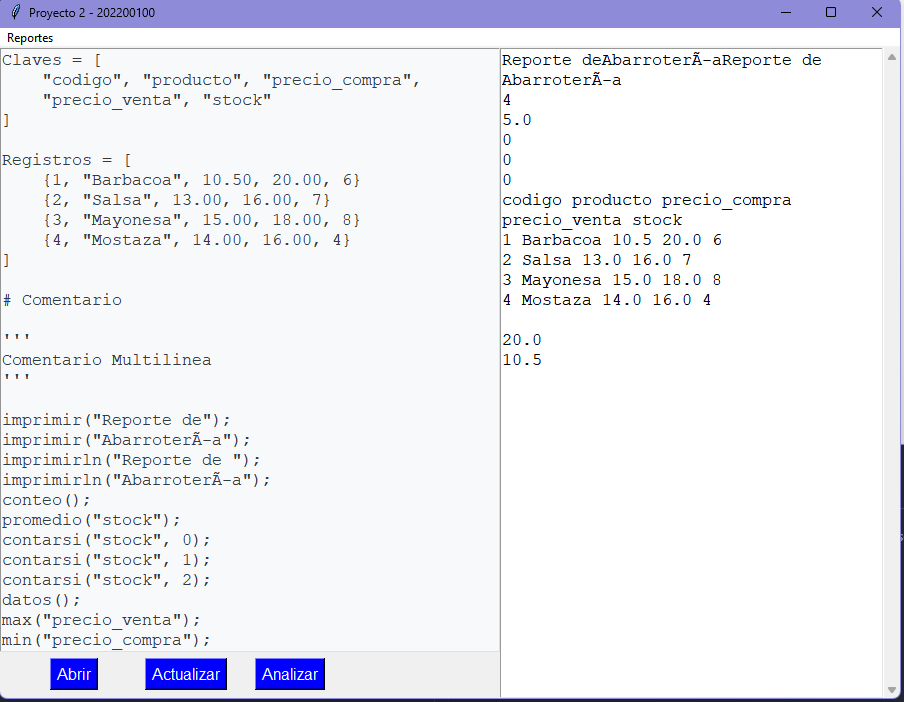 Proyecto 2 - 202200100
Reportes
Claves = [
    "codigo", "producto", "precio_compra",
    "precio_venta", "stock"
]
Registros = [
    {1, "Barbacoa", 10.50, 20.00, 6}
    {2, "Salsa", 13.00, 16.00, 7}
    {3, "Mayonesa", 15.00, 18.00, 8}
    {4, "Mostaza", 14.00, 16.00, 4}
]
# Comentario
'''
Comentario Multilinea
'''
imprimir("Reporte de");
imprimir("AbarroterÃ-a");
imprimirln("Reporte de ");
imprimirln("AbarroterÃ-a");
conteo();
promedio("stock");
contarsi("stock", 0);
contarsi("stock", 1);
contarsi("stock", 2);
datos();
max("precio_venta");
min("precio_compra");
Reporte deAbarroterÃ-aReporte de
AbarroterÃ-a
4
5.0
0
0
0
codigo producto precio_compra
precio_venta stock
1 Barbacoa 10.5 20.0 6
2 Salsa 13.0 16.0 7
3 Mayonesa 15.0 18.0 8
4 Mostaza 14.0 16.0 4
20.0
10.5
Abrir
Actualizar
Analizar